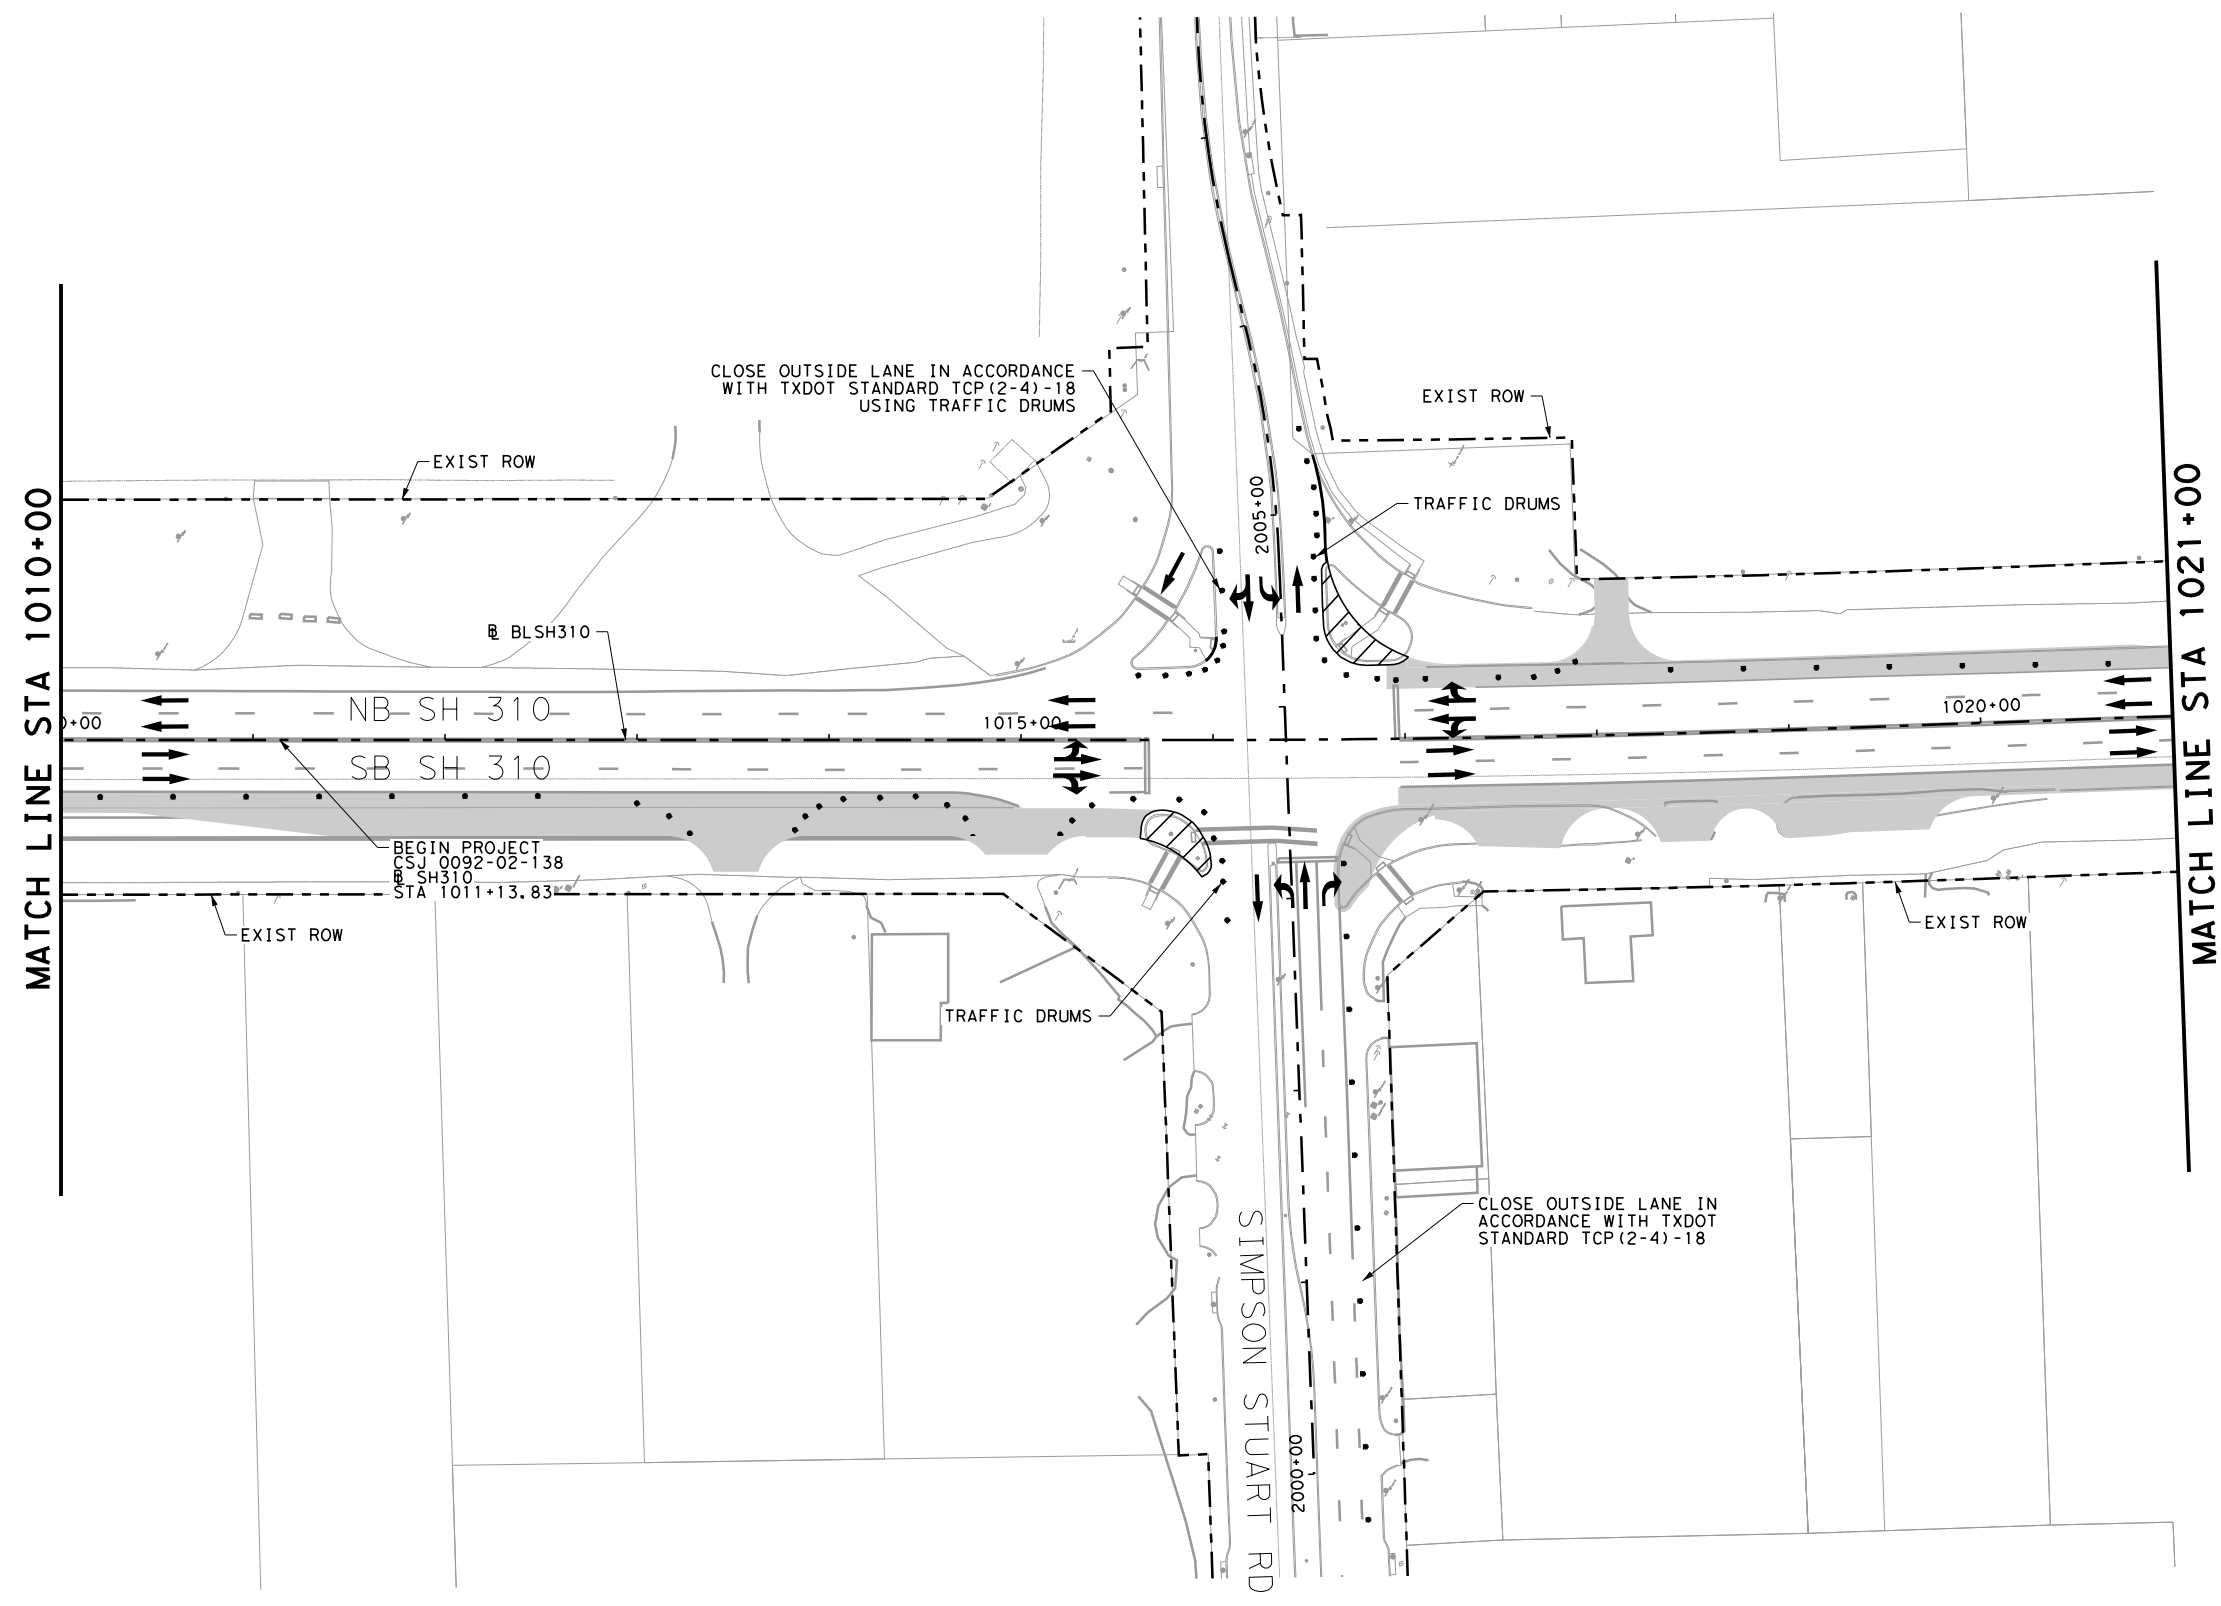 CLOSE OUTSIDE LANE IN ACCORDANCE
WITH TXDOT STANDARD TCP(2-4)-18
USING TRAFFIC DRUMS
EXIST ROW
EXIST ROW
TRAFFIC DRUMS
2005+00
MATCH LINE STA 1010+00
MATCH LINE STA 1021+00
BL BLSH310
NB SH 310
0+00
1015+00
1020+00
SB SH 310
BEGIN PROJECT
CSJ 0092-02-138
BL SH310
STA 1011+13.83
EXIST ROW
EXIST ROW
TRAFFIC DRUMS
CLOSE OUTSIDE LANE IN
ACCORDANCE WITH TXDOT
STANDARD TCP(2-4)-18
SIMPSON STUART RD
2000+00